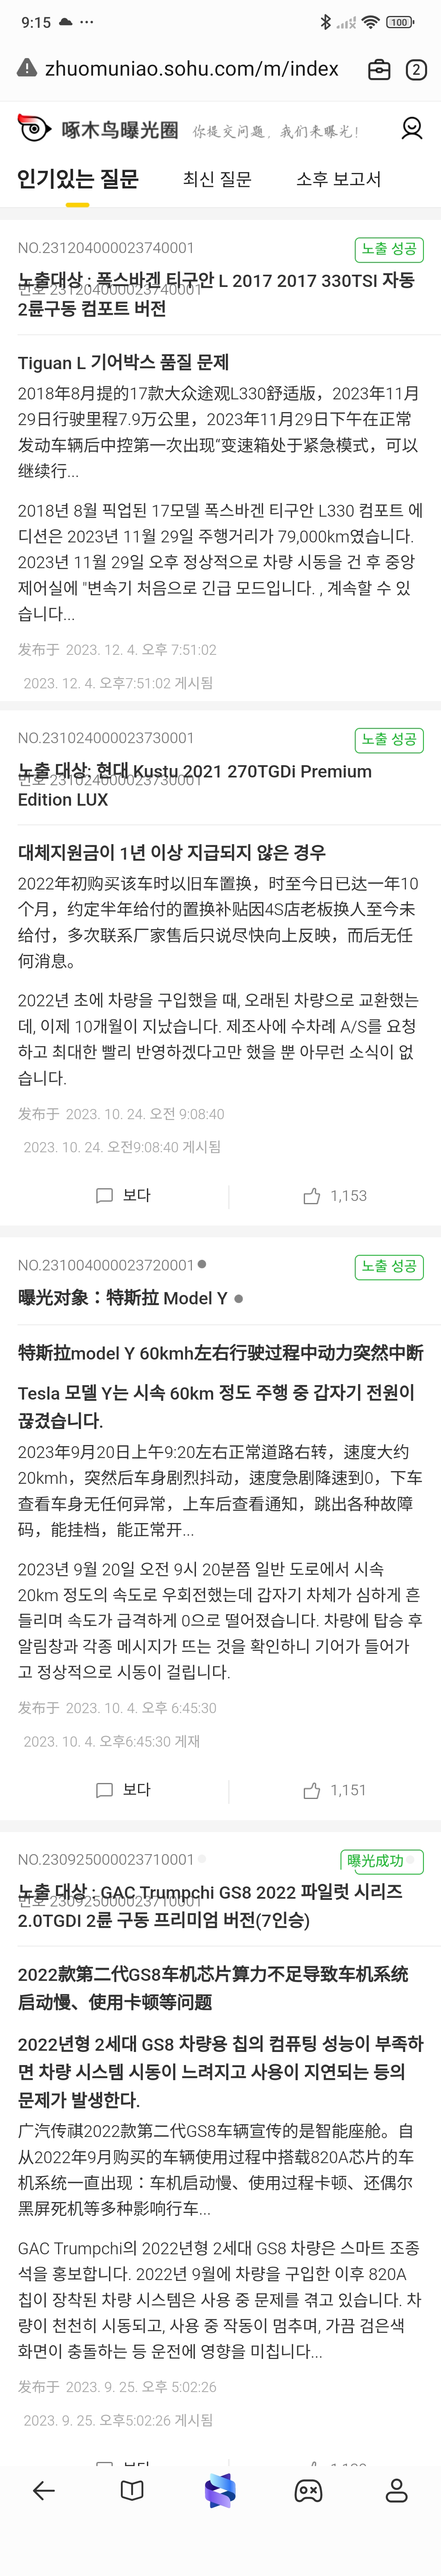 9:15
100
zhuomuniao.sohu.com/m/index
2
啄木鸟曝光圈 你提交问题，我们来曝光！
인기있는 질문 최신 질문 소후 보고서
NO.231204000023740001
노출 성공
노출대상 : 폭스바겐 티구안 L 2017 2017 330TSI 자동
번호 231204000023740001
2륜구동 컴포트 버전
Tiguan L 기어박스 품질 문제
2018年8月提的17款大众途观L330舒适版，2023年11月
29日行驶里程7.9万公里，2023年11月29日下午在正常
发动车辆后中控第一次出现“变速箱处于紧急模式，可以
继续行...
2018년 8월 픽업된 17모델 폭스바겐 티구안 L330 컴포트 에
디션은 2023년 11월 29일 주행거리가 79,000km였습니다.
2023년 11월 29일 오후 정상적으로 차량 시동을 건 후 중앙
제어실에 "변속기 처음으로 긴급 모드입니다. , 계속할 수 있
습니다...
发布于 2023. 12. 4. 오후 7:51:02
2023. 12. 4. 오후7:51:02 게시됨
NO.231024000023730001
노출 성공
노출 대상: 현대 Kustu 2021 270TGDi Premium
번호 231024000023730001
Edition LUX
대체지원금이 1년 이상 지급되지 않은 경우
2022年初购买该车时以旧车置换，时至今日已达一年10
个月，约定半年给付的置换补贴因4S店老板换人至今未
给付，多次联系厂家售后只说尽快向上反映，而后无任
何消息。
2022년 초에 차량을 구입했을 때, 오래된 차량으로 교환했는
데, 이제 10개월이 지났습니다. 제조사에 수차례 A/S를 요청
하고 최대한 빨리 반영하겠다고만 했을 뿐 아무런 소식이 없
습니다.
发布于 2023. 10. 24. 오전 9:08:40
2023. 10. 24. 오전9:08:40 게시됨
보다 1,153
NO.231004000023720001
노출 성공
曝光对象：特斯拉 Model Y
特斯拉model Y 60kmh左右行驶过程中动力突然中断
Tesla 모델 Y는 시속 60km 정도 주행 중 갑자기 전원이
끊겼습니다.
2023年9月20日上午9:20左右正常道路右转，速度大约
20kmh，突然后车身剧烈抖动，速度急剧降速到0，下车
查看车身无任何异常，上车后查看通知，跳出各种故障
码，能挂档，能正常开...
2023년 9월 20일 오전 9시 20분쯤 일반 도로에서 시속
20km 정도의 속도로 우회전했는데 갑자기 차체가 심하게 흔
들리며 속도가 급격하게 0으로 떨어졌습니다. 차량에 탑승 후
알림창과 각종 메시지가 뜨는 것을 확인하니 기어가 들어가
고 정상적으로 시동이 걸립니다.
发布于 2023. 10. 4. 오후 6:45:30
2023. 10. 4. 오후6:45:30 게재
보다 1,151
NO.230925000023710001
曝光成功
노출 대상 : GAC Trumpchi GS8 2022 파일럿 시리즈
번호 230925000023710001
2.0TGDI 2륜 구동 프리미엄 버전(7인승)
2022款第二代GS8车机芯片算力不足导致车机系统
启动慢、使用卡顿等问题
2022년형 2세대 GS8 차량용 칩의 컴퓨팅 성능이 부족하
면 차량 시스템 시동이 느려지고 사용이 지연되는 등의
문제가 발생한다.
广汽传祺2022款第二代GS8车辆宣传的是智能座舱。自
从2022年9月购买的车辆使用过程中搭载820A芯片的车
机系统一直出现：车机启动慢、使用过程卡顿、还偶尔
黑屏死机等多种影响行车...
GAC Trumpchi의 2022년형 2세대 GS8 차량은 스마트 조종
석을 홍보합니다. 2022년 9월에 차량을 구입한 이후 820A
칩이 장착된 차량 시스템은 사용 중 문제를 겪고 있습니다. 차
량이 천천히 시동되고, 사용 중 작동이 멈추며, 가끔 검은색
화면이 충돌하는 등 운전에 영향을 미칩니다...
发布于 2023. 9. 25. 오후 5:02:26
2023. 9. 25. 오후5:02:26 게시됨